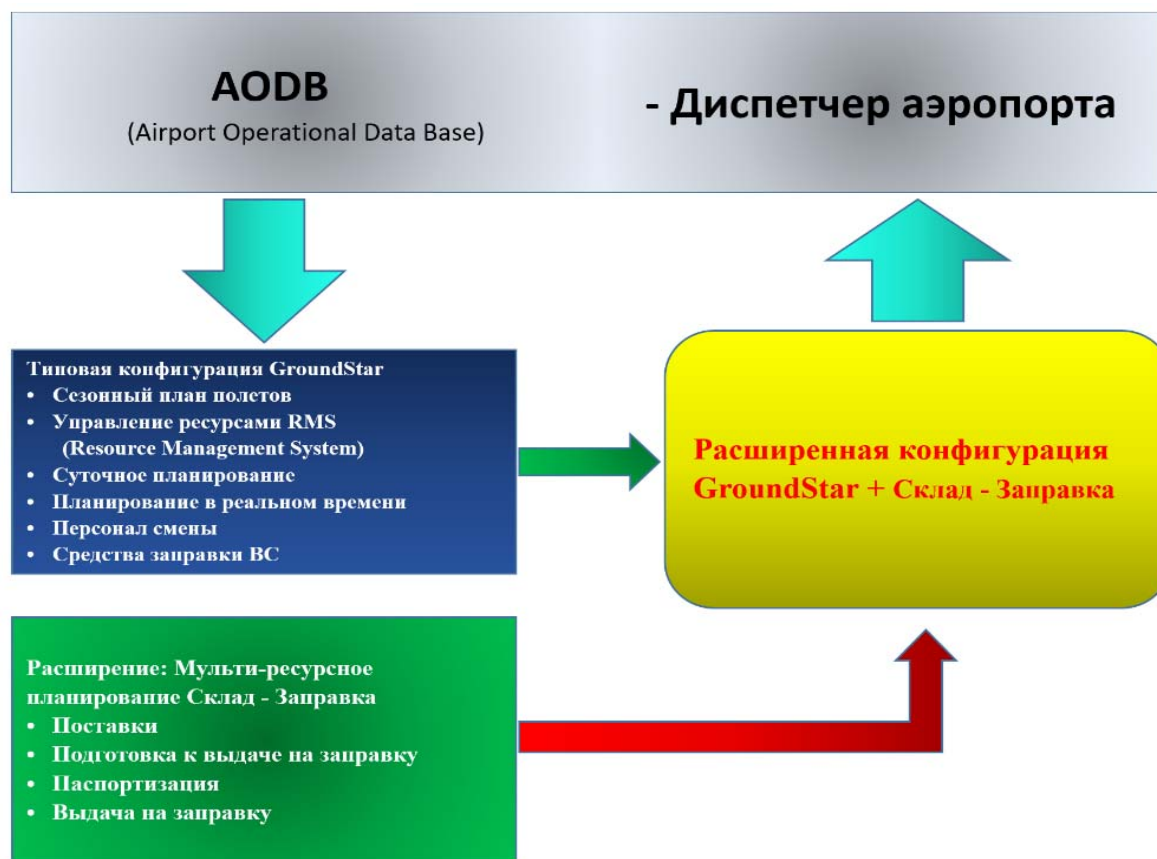 AODB
(Airport Operational Data Base)
- Диспетчер аэропорта
Типовая конфигурация GroundStar
• Сезонный план полетов
• Управление ресурсами RMS
(Resource Management System)
• Суточное планирование
• Планирование в реальном времени
• Персонал смены
• Средства заправки ВС
Расширенная конфигурация
GroundStar + Склад - Заправка
Расширение: Мульти-ресурсное
планирование Склад - Заправка
• Поставки
• Подготовка к выдаче на заправку
• Паспортизация
• Выдача на заправку